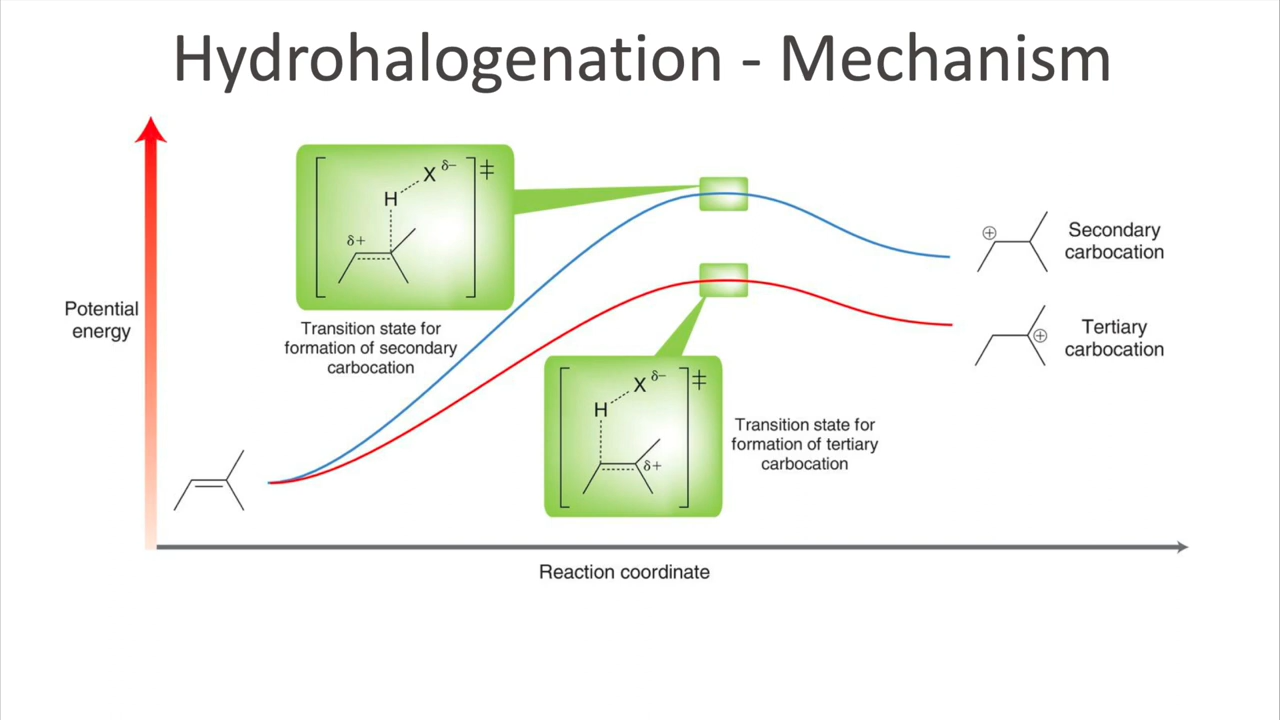 Hydrohalogenation - Mechanism
X δ−
‡
H
δ+
Secondary
carbocation
Potential
energy
Transition state for
formation of secondary
carbocation
⊕
Tertiary
carbocation
⊕
X δ−
‡
H
δ+
Transition state for
formation of tertiary
carbocation
Reaction coordinate